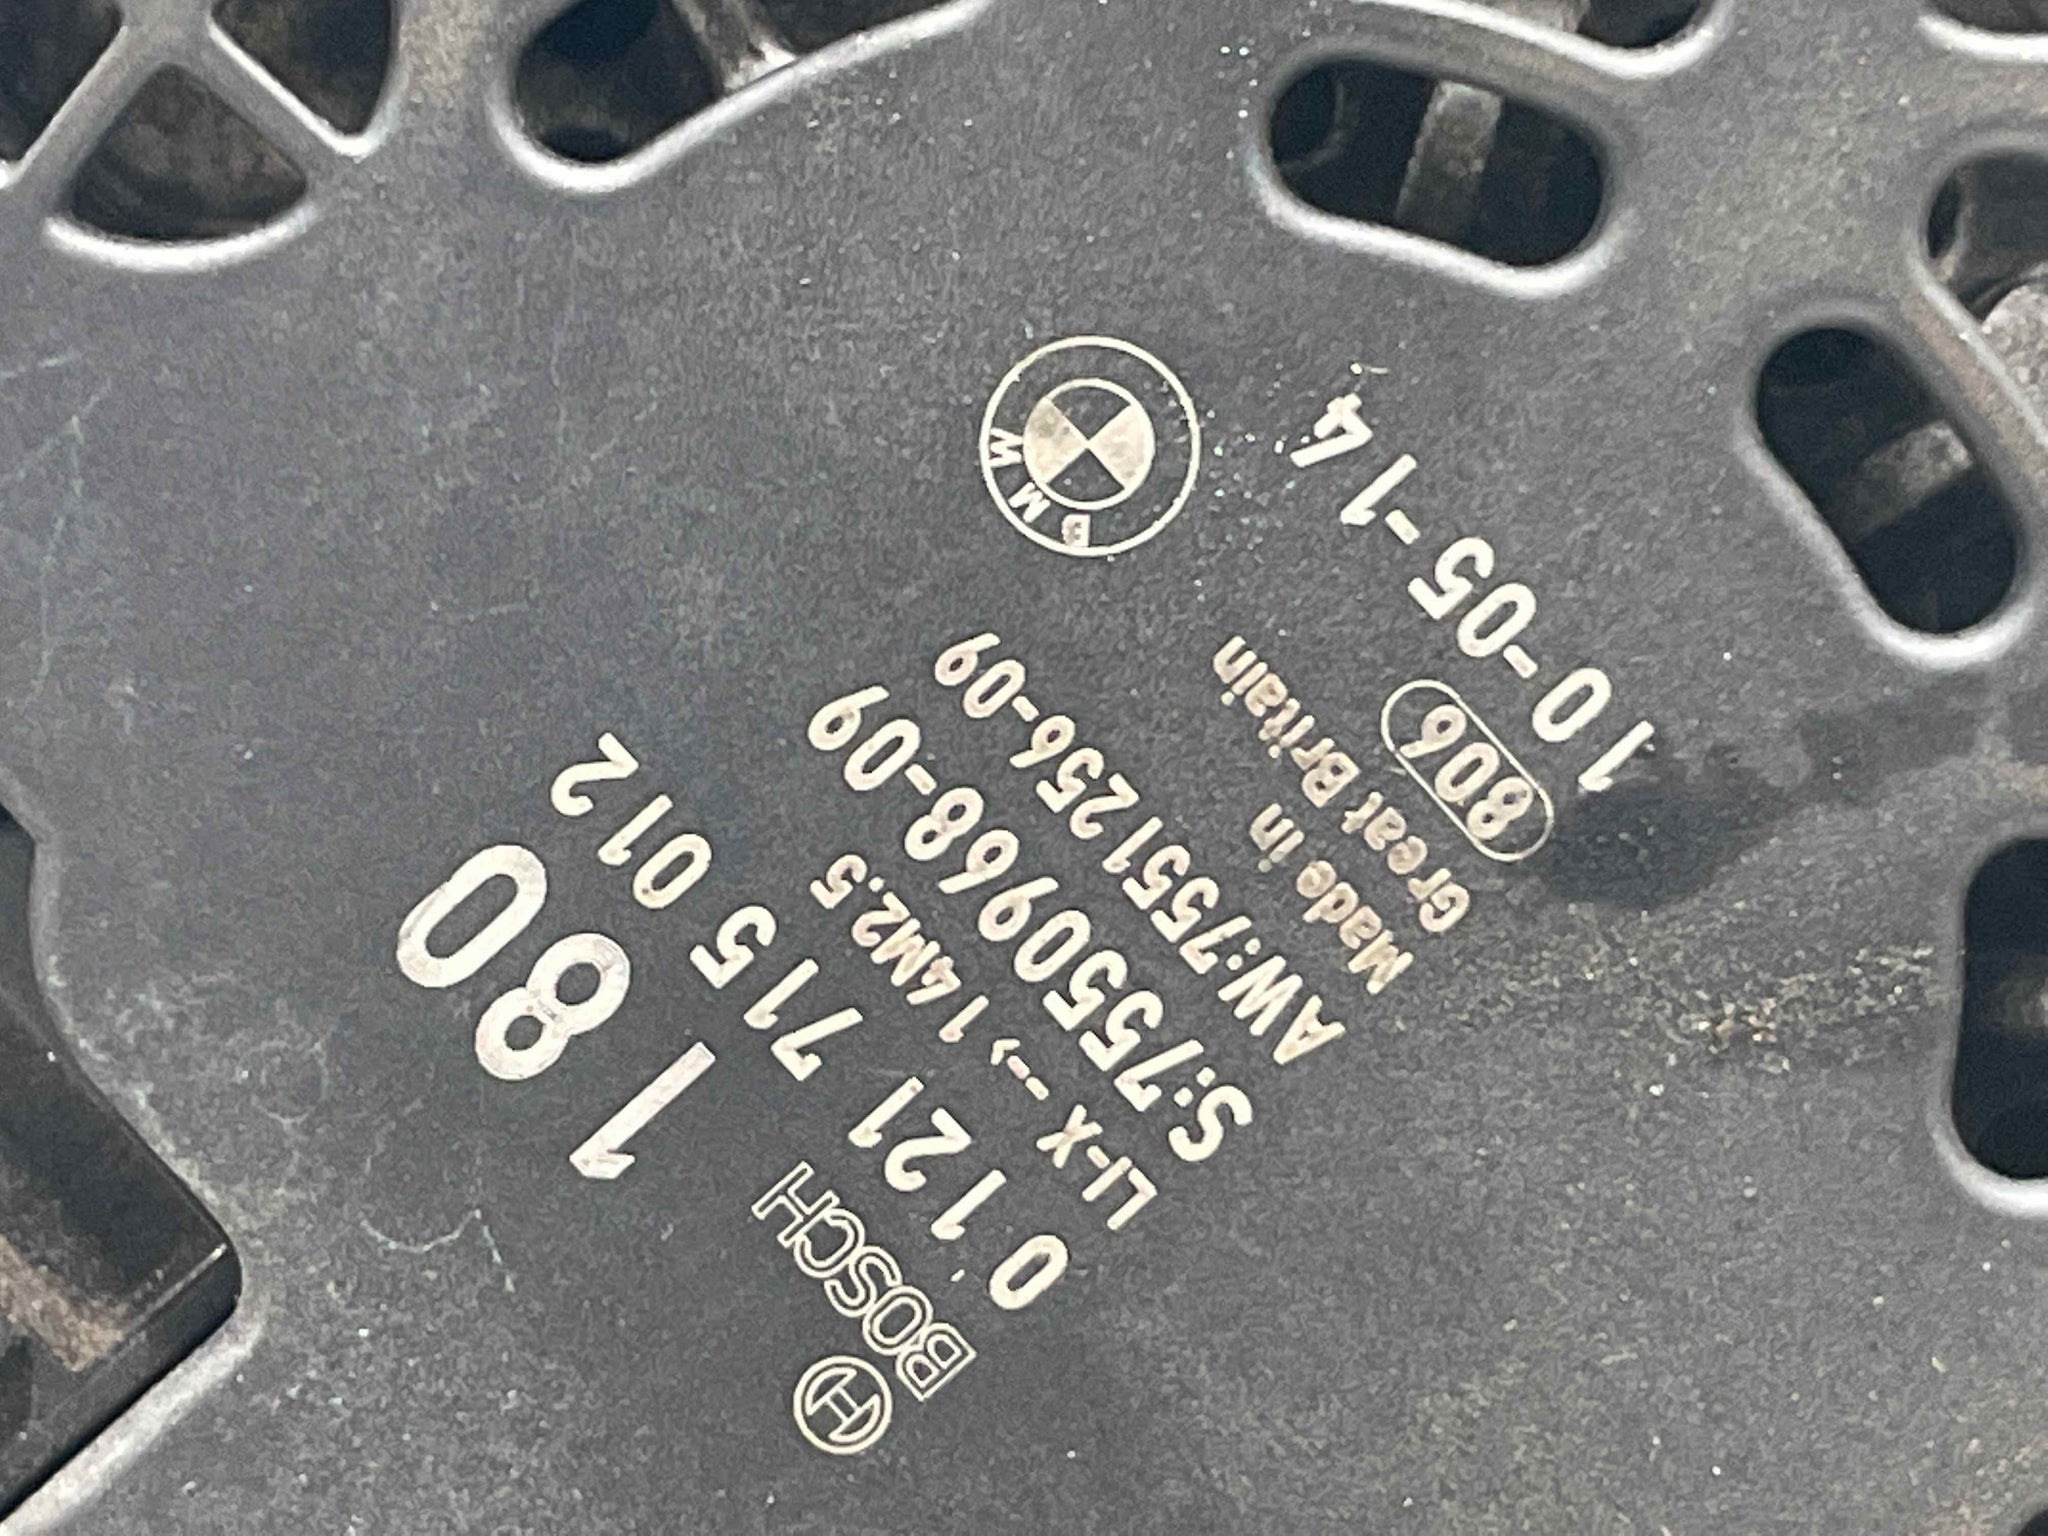 BOSCH
180
0 121 715 012
LI-X --> 14M2.5
S:7550968-09
AW:7551256-09
Made in
Great Britain
806
10-05-14
BMW